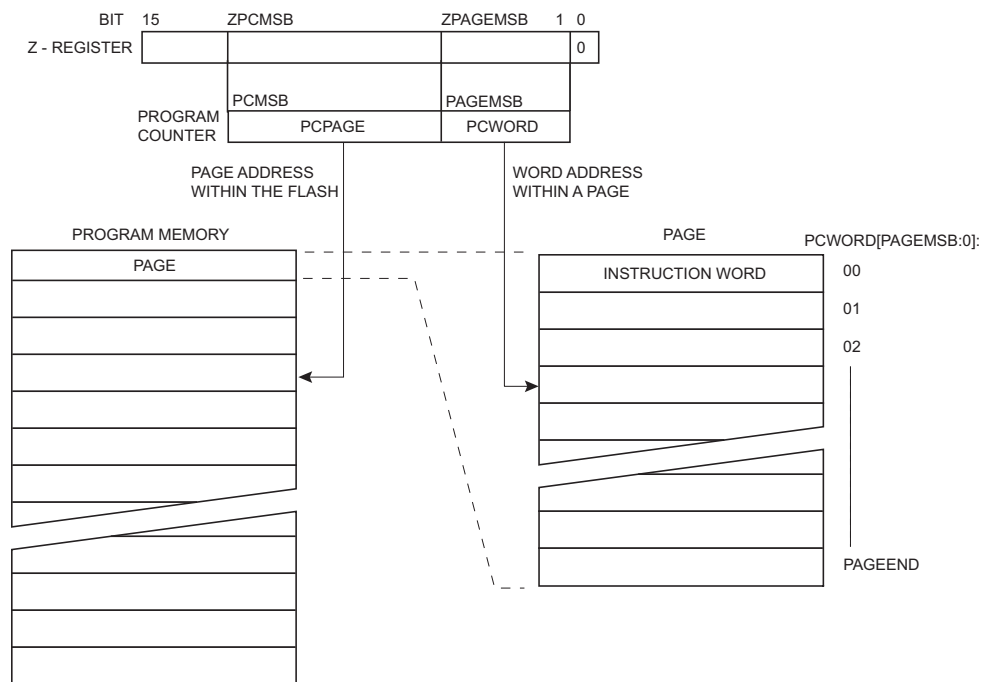 BIT 15 ZPCMSB ZPAGEMSB 1 0
Z - REGISTER 0
PCMSB PAGEMSB
PROGRAM
COUNTER
PCPAGE PCWORD
PAGE ADDRESS
WITHIN THE FLASH
WORD ADDRESS
WITHIN A PAGE
PROGRAM MEMORY
PAGE
PAGE
PCWORD[PAGEMSB:0]:
INSTRUCTION WORD 00
01
02
PAGEEND